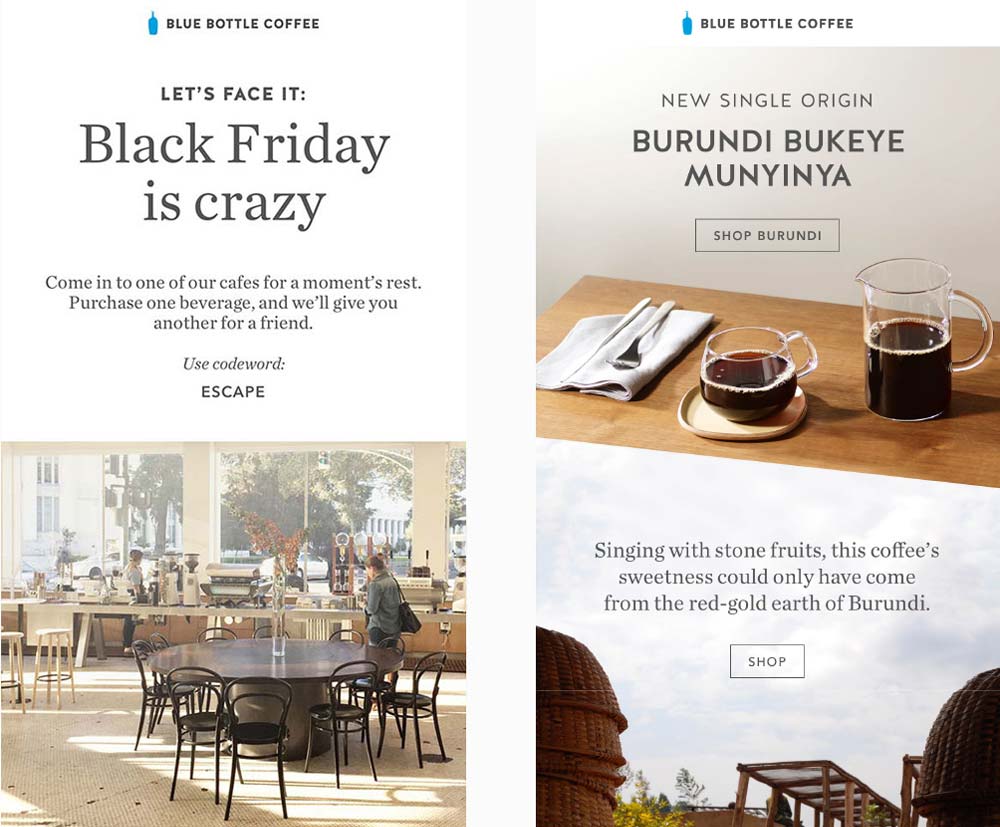 BLUE BOTTLE COFFEE
LET'S FACE IT:
Black Friday
is crazy
Come in to one of our cafes for a moment's rest.
Purchase one beverage, and we'll give you
another for a friend.
Use codeword:
ESCAPE
BLUE BOTTLE COFFEE
NEW SINGLE ORIGIN
BURUNDI BUKEYE
MUNYINYA
SHOP BURUNDI
Singing with stone fruits, this coffee's
sweetness could only have come
from the red-gold earth of Burundi.
SHOP